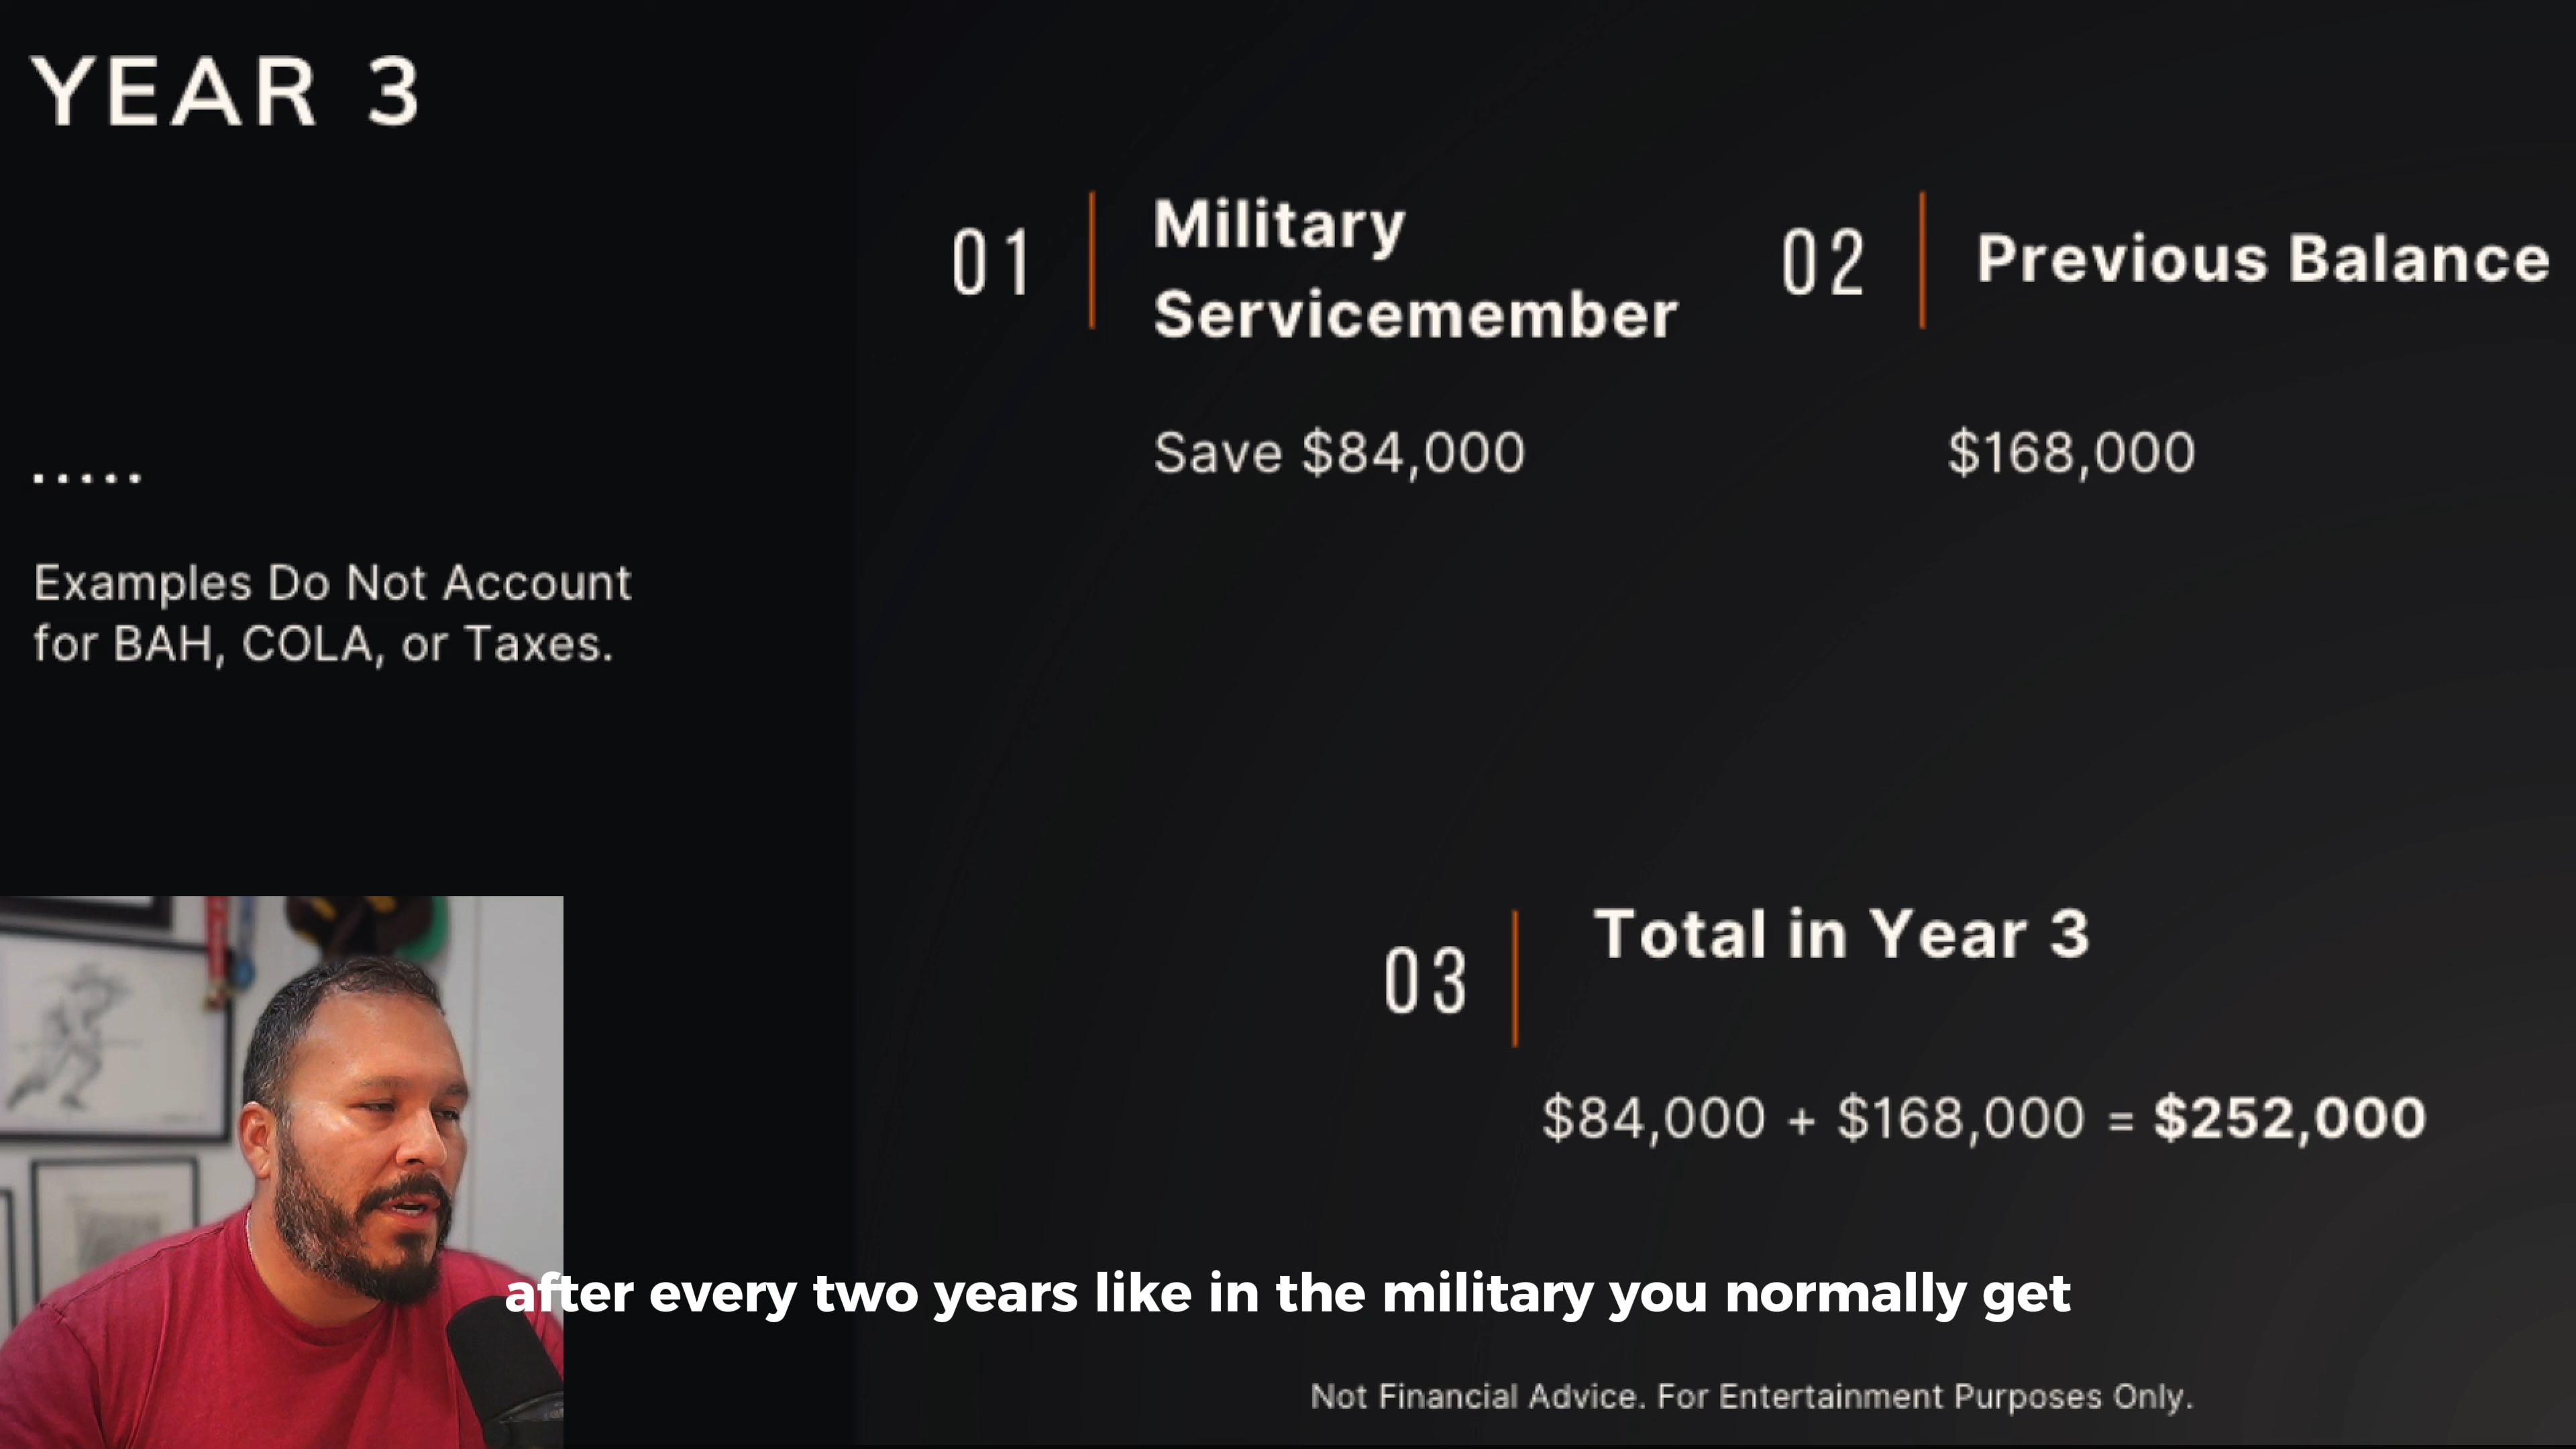 YEAR 3
.....
Examples Do Not Account
for BAH, COLA, or Taxes.
01
Military
Servicemember
Save $84,000
02
Previous Balance
$168,000
03
Total in Year 3
$84,000 + $168,000 = $252,000
after every two years like in the military you normally get
Not Financial Advice. For Entertainment Purposes Only.